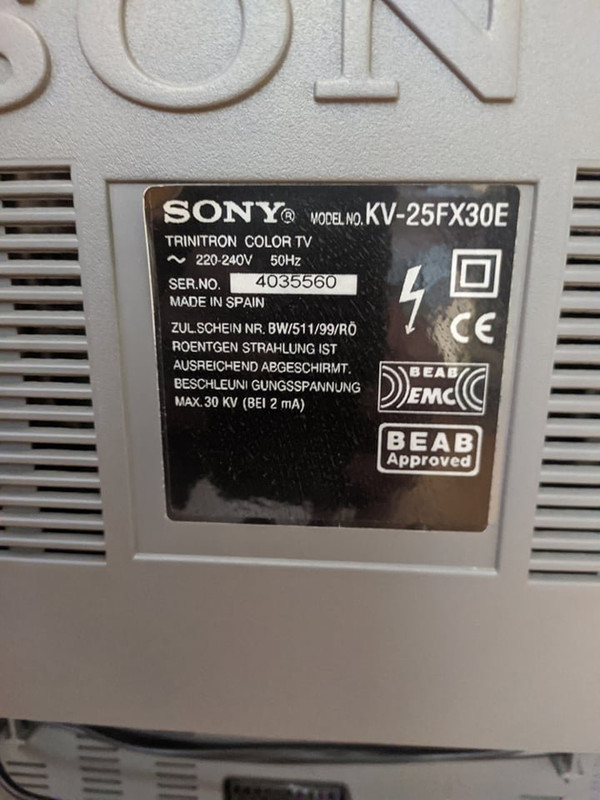 SONY
SONY® MODEL NO. KV-25FX30E
TRINITRON COLOR TV
~ 220-240V 50Hz
SER.NO. 4035560
MADE IN SPAIN
ZUL.SCHEIN NR. BW/511/99/RÖ
ROENTGEN STRAHLUNG IST
AUSREICHEND ABGESCHIRMT.
BESCHLEUNI GUNGSSPANNUNG
MAX. 30 KV (BEI 2 mA)
CE
BEAB
EMC
BEAB
Approved